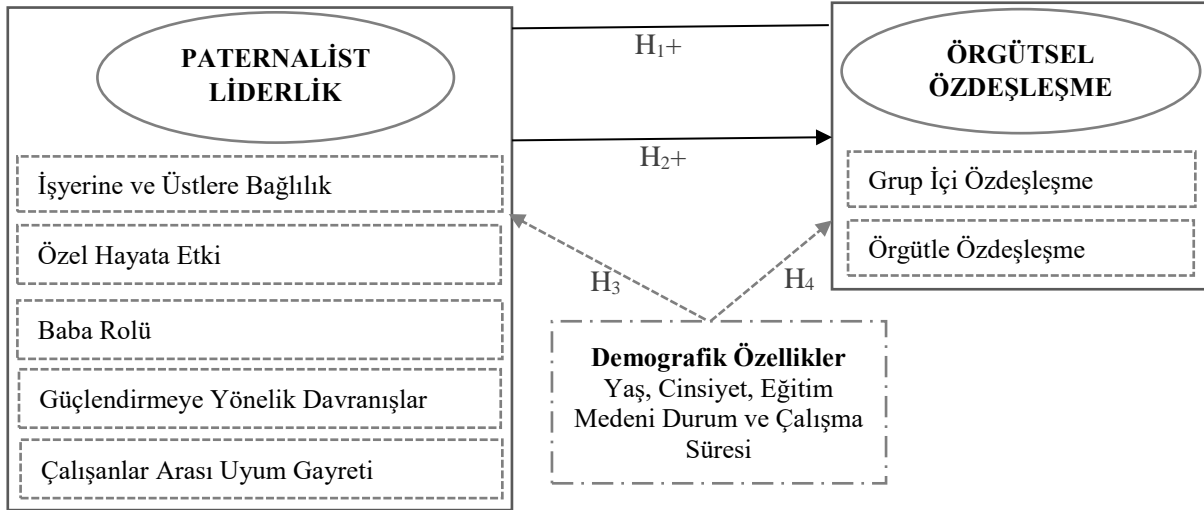 PATERNALİST
LİDERLİK
İşyerine ve Üstlere Bağlılık
Özel Hayata Etki
Baba Rolü
Güçlendirmeye Yönelik Davranışlar
Çalışanlar Arası Uyum Gayreti
H₁+
H₂+
H₃
H₄
ÖRGÜTSEL
ÖZDEŞLEŞME
Grup İçi Özdeşleşme
Örgütle Özdeşleşme
Demografik Özellikler
Yaş, Cinsiyet, Eğitim
Medeni Durum ve Çalışma
Süresi